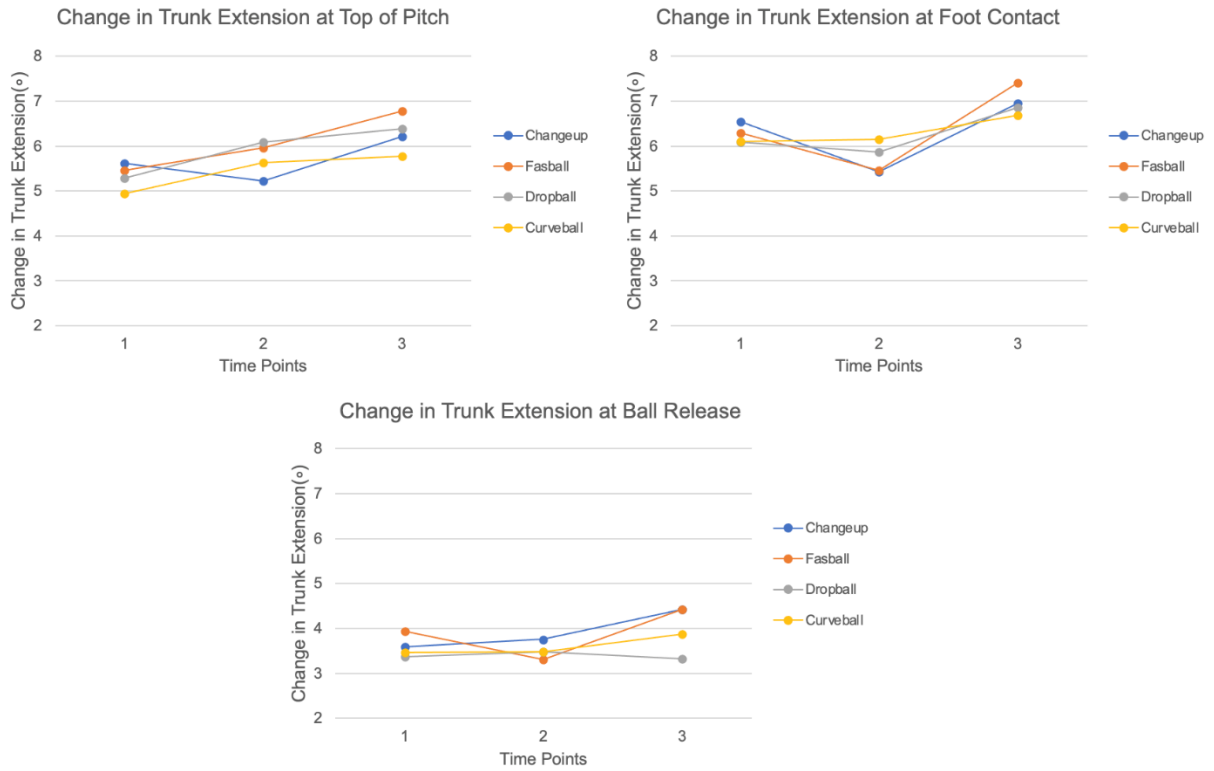 Change in Trunk Extension at Top of Pitch
Change in Trunk Extension(°)
8
7
6
5
4
3
2
1 2 3
Time Points
Changeup
Fasball
Dropball
Curveball
Change in Trunk Extension at Foot Contact
Change in Trunk Extension(°)
8
7
6
5
4
3
2
1 2 3
Time Points
Changeup
Fasball
Dropball
Curveball
Change in Trunk Extension at Ball Release
Change in Trunk Extension(°)
8
7
6
5
4
3
2
1 2 3
Time Points
Changeup
Fasball
Dropball
Curveball